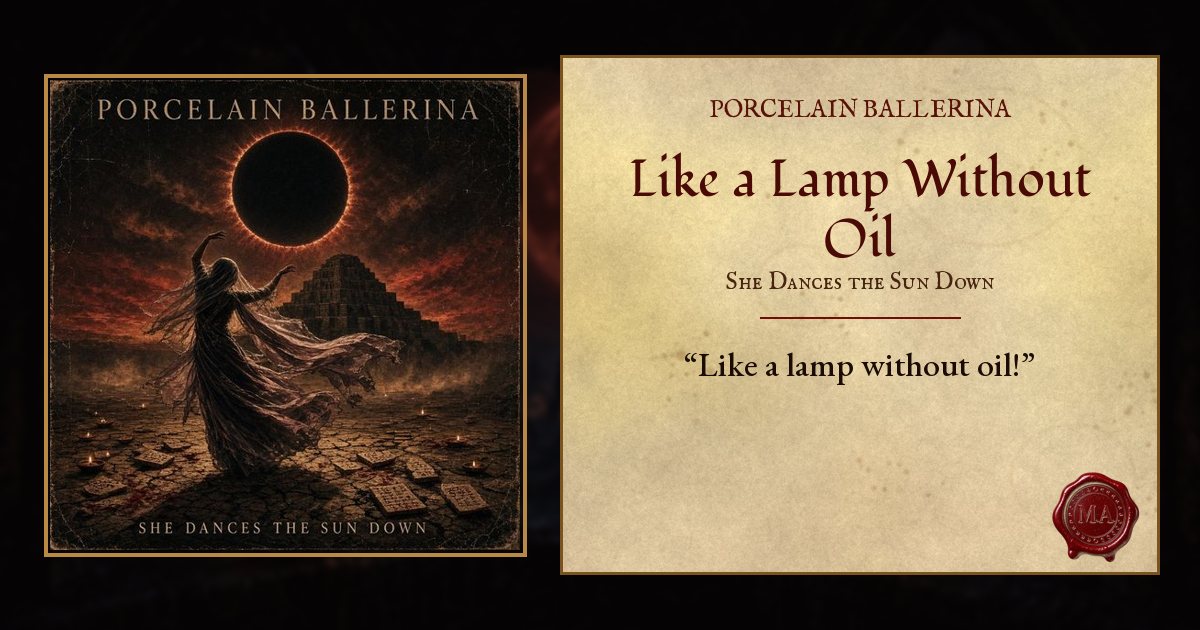 PORCELAIN BALLERINA
SHE DANCES THE SUN DOWN
PORCELAIN BALLERINA
Like a Lamp Without
Oil
She Dances the Sun Down
“Like a lamp without oil!”
MA